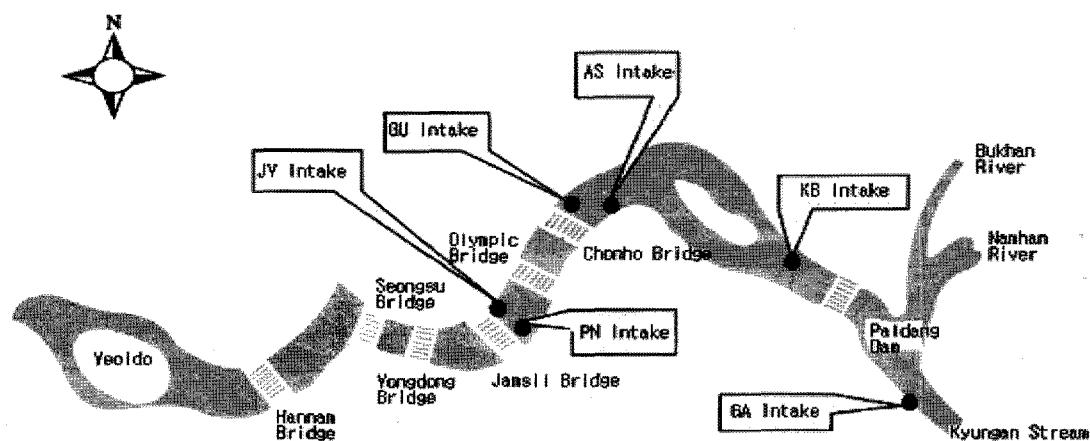 N
AS Intake
GU Intake
JY Intake
KB Intake
Bukhan
River
Namhan
River
Olympic
Bridge
Chonho Bridge
Seongsu
Bridge
PN Intake
Paldang
Dam
Yeoido
Yongdong
Bridge
Jamsil Bridge
GA Intake
Hannam
Bridge
Kyungan Stream